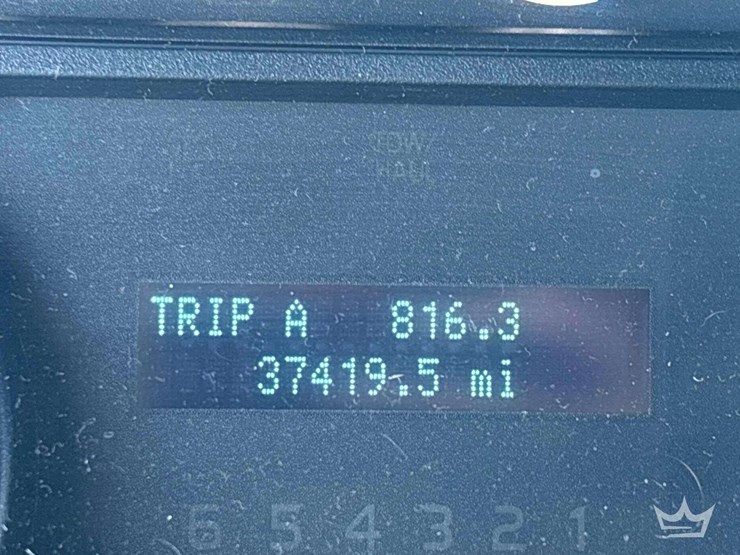 TOW/
HAUL
TRIP A 816.3
37419.5 mi
6 5 4 3 2 1